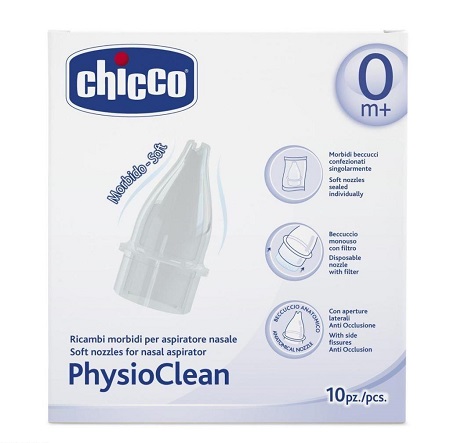 chicco
0
m+
Morbido - Soft
Morbidi beccucci
confezionati
singolarmente
Soft nozzles
sealed
individually
Beccuccio
monouso
con filtro
Disposable
nozzle
with filter
BECCUCCIO ANATOMICO
ANATOMICAL NOZZLE
Con aperture
laterali
Anti Occlusione
With side
fissures
Anti Occlusion
Ricambi morbidi per aspiratore nasale
Soft nozzles for nasal aspirator
PhysioClean
10pz./pcs.